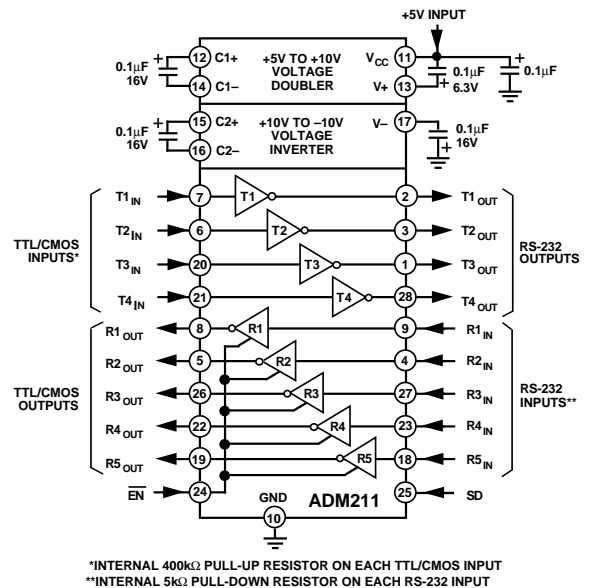 +5V INPUT
0.1μF
16V
+
12
C1+
14
C1–
+5V TO +10V
VOLTAGE
DOUBLER
VCC
11
V+
13
+
0.1μF
6.3V
+
0.1μF
0.1μF
16V
+
15
C2+
16
C2–
+10V TO –10V
VOLTAGE
INVERTER
V–
17
+
0.1μF
16V
TTL/CMOS
INPUTS*
T1IN
7
T1
2
T1OUT
T2IN
6
T2
3
T2OUT
T3IN
20
T3
1
T3OUT
T4IN
21
T4
28
T4OUT
RS-232
OUTPUTS
TTL/CMOS
OUTPUTS
R1OUT
8
R1
9
R1IN
R2OUT
5
R2
4
R2IN
R3OUT
26
R3
27
R3IN
R4OUT
22
R4
23
R4IN
R5OUT
19
R5
18
R5IN
RS-232
INPUTS**
EN
24
GND
10
ADM211
25
SD
*INTERNAL 400kΩ PULL-UP RESISTOR ON EACH TTL/CMOS INPUT
**INTERNAL 5kΩ PULL-DOWN RESISTOR ON EACH RS-232 INPUT